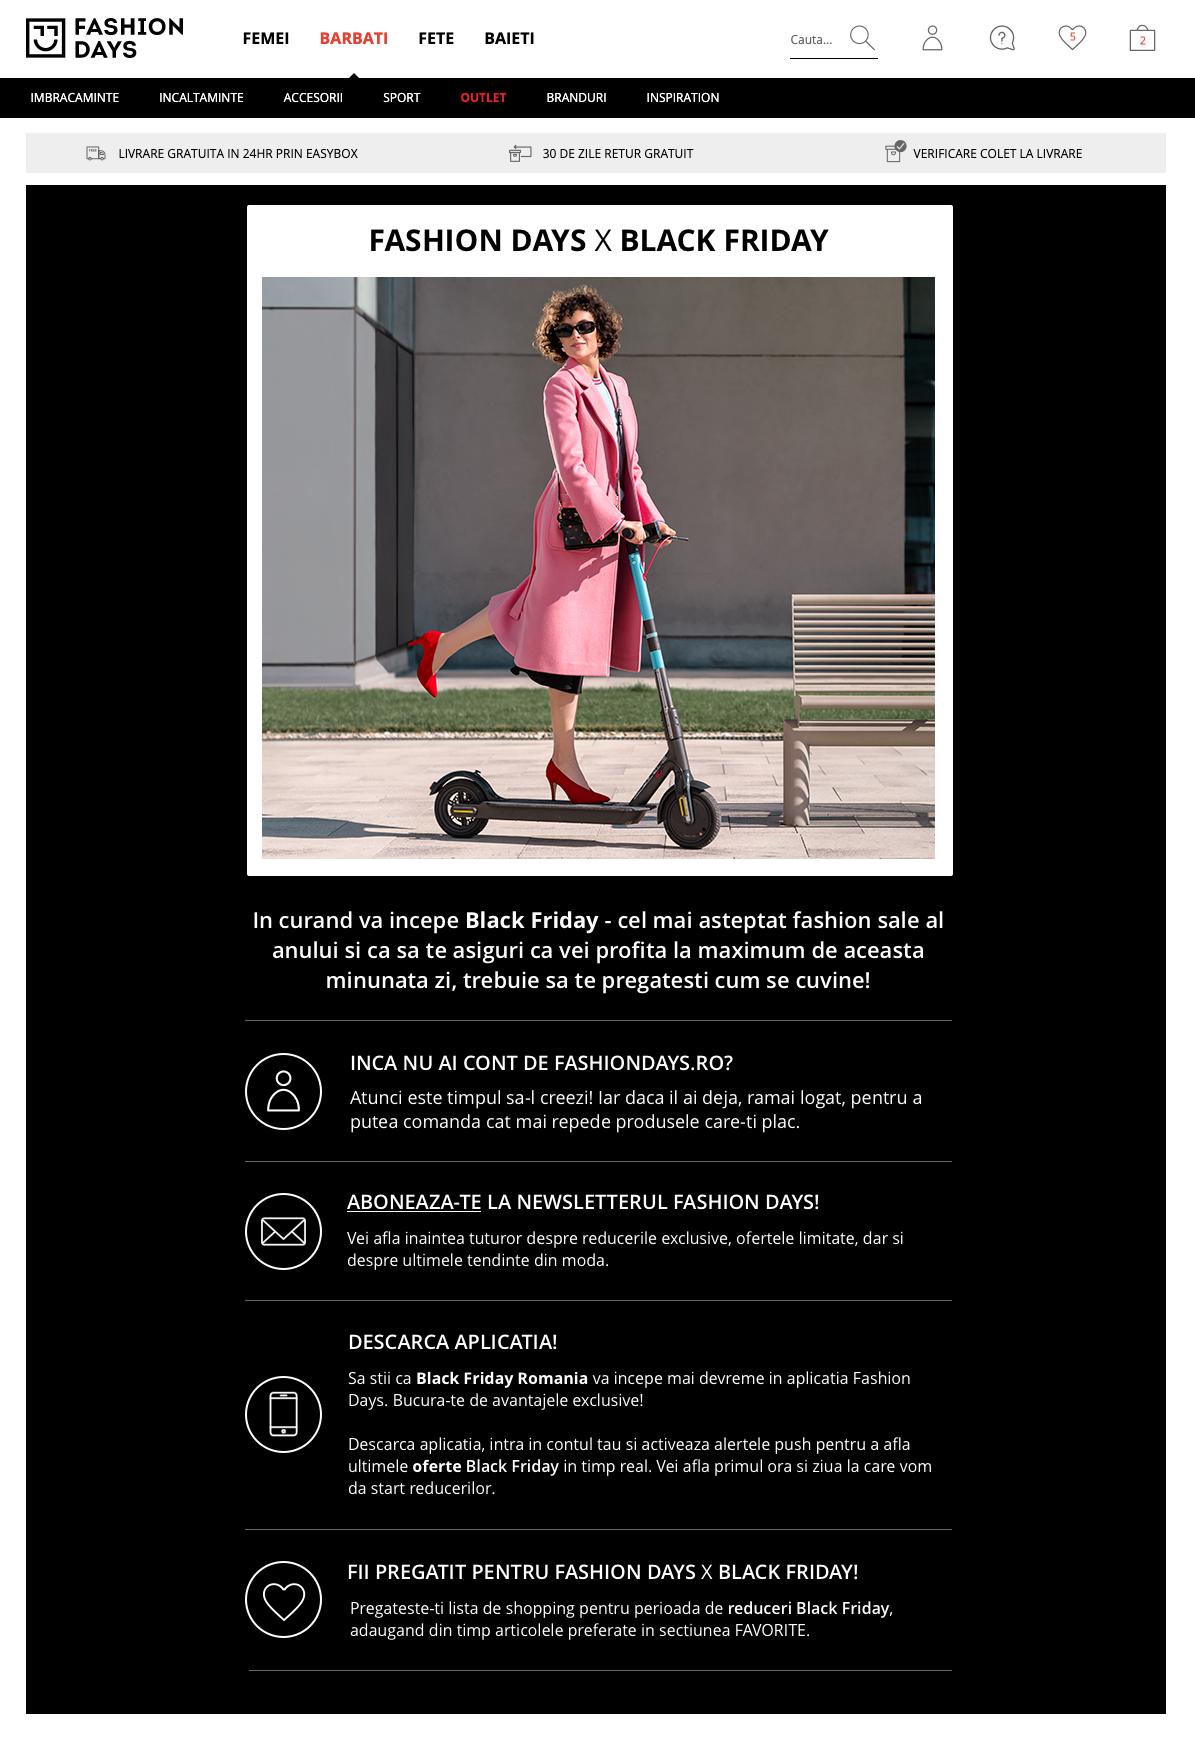 FASHION DAYS
FEMEI BARBATI FETE BAIETI
Cauta...
?
5
2
IMBRACAMINTE INCALTAMINTE ACCESORII SPORT OUTLET BRANDURI INSPIRATION
LIVRARE GRATUITA IN 24HR PRIN EASYBOX
30 DE ZILE RETUR GRATUIT
VERIFICARE COLET LA LIVRARE
FASHION DAYS X BLACK FRIDAY
In curand va incepe Black Friday - cel mai asteptat fashion sale al
anului si ca sa te asiguri ca vei profita la maximum de aceasta
minunata zi, trebuie sa te pregatesti cum se cuvine!
INCA NU AI CONT DE FASHIONDAYS.RO?
Atunci este timpul sa-l creezi! Iar daca il ai deja, ramai logat, pentru a
putea comanda cat mai repede produsele care-ti plac.
ABONEAZA-TE LA NEWSLETTERUL FASHION DAYS!
Vei afla inaintea tuturor despre reducerile exclusive, ofertele limitate, dar si
despre ultimele tendinte din moda.
DESCARCA APLICATIA!
Sa stii ca Black Friday Romania va incepe mai devreme in aplicatia Fashion
Days. Bucura-te de avantajele exclusive!
Descarca aplicatia, intra in contul tau si activeaza alertele push pentru a afla
ultimele oferte Black Friday in timp real. Vei afla primul ora si ziua la care vom
da start reducerilor.
FII PREGATIT PENTRU FASHION DAYS X BLACK FRIDAY!
Pregateste-ti lista de shopping pentru perioada de reduceri Black Friday,
adaugand din timp articolele preferate in sectiunea FAVORITE.